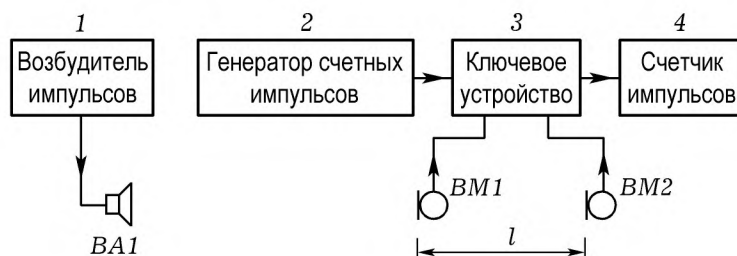 1
2
3
4
Возбудитель
импульсов
Генератор счетных
импульсов
Ключевое
устройство
Счетчик
импульсов
BA1
BM1
BM2
l